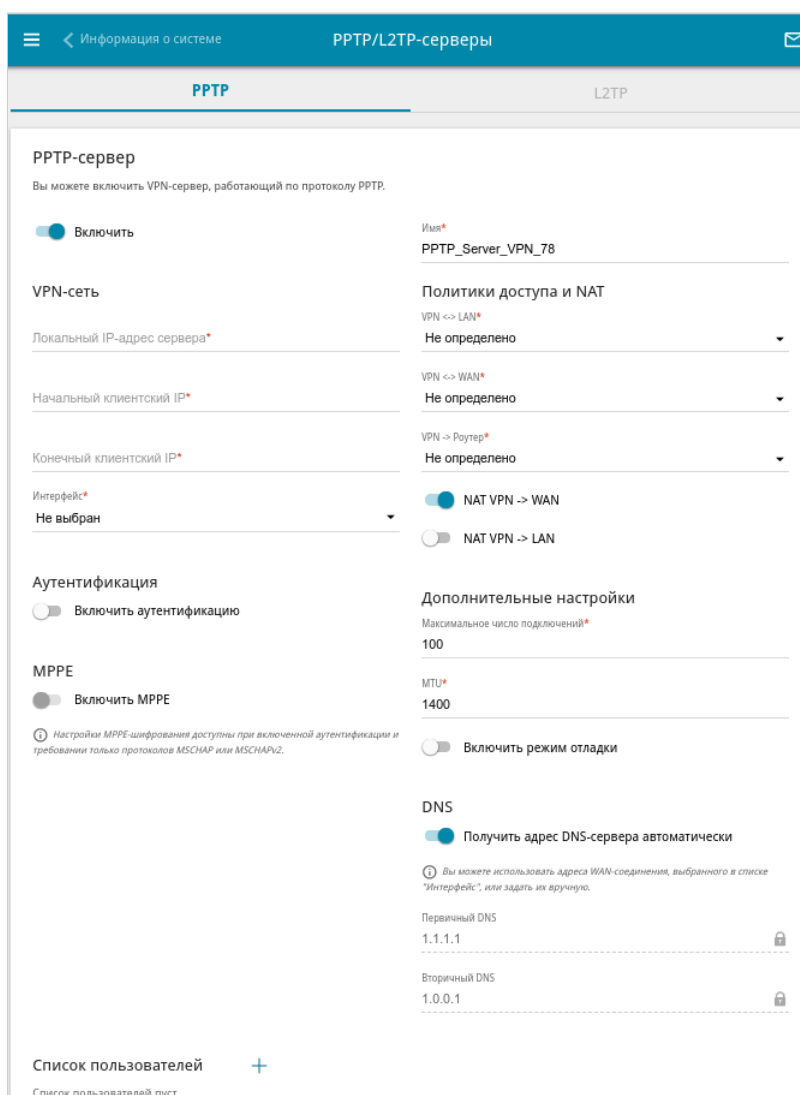 Информация о системе
PPTP/L2TP-серверы
PPTP
L2TP
PPTP-сервер
Вы можете включить VPN-сервер, работающий по протоколу PPTP.
Включить
Имя*
PPTP_Server_VPN_78
VPN-сеть
Локальный IP-адрес сервера*
Начальный клиентский IP*
Конечный клиентский IP*
Интерфейс*
Не выбран
Политики доступа и NAT
VPN <-> LAN*
Не определено
VPN <-> WAN*
Не определено
VPN -> Роутер*
Не определено
NAT VPN -> WAN
NAT VPN -> LAN
Аутентификация
Включить аутентификацию
MPPE
Включить MPPE
Настройки MPPE-шифрования доступны при включенной аутентификации и
требовании только протоколов MSCHAP или MSCHAPv2.
Дополнительные настройки
Максимальное число подключений*
100
MTU*
1400
Включить режим отладки
DNS
Получить адрес DNS-сервера автоматически
Вы можете использовать адреса WAN-соединения, выбранного в списке
"Интерфейс", или задать их вручную.
Первичный DNS
1.1.1.1
Вторичный DNS
1.0.0.1
Список пользователей
Список пользователей пуст